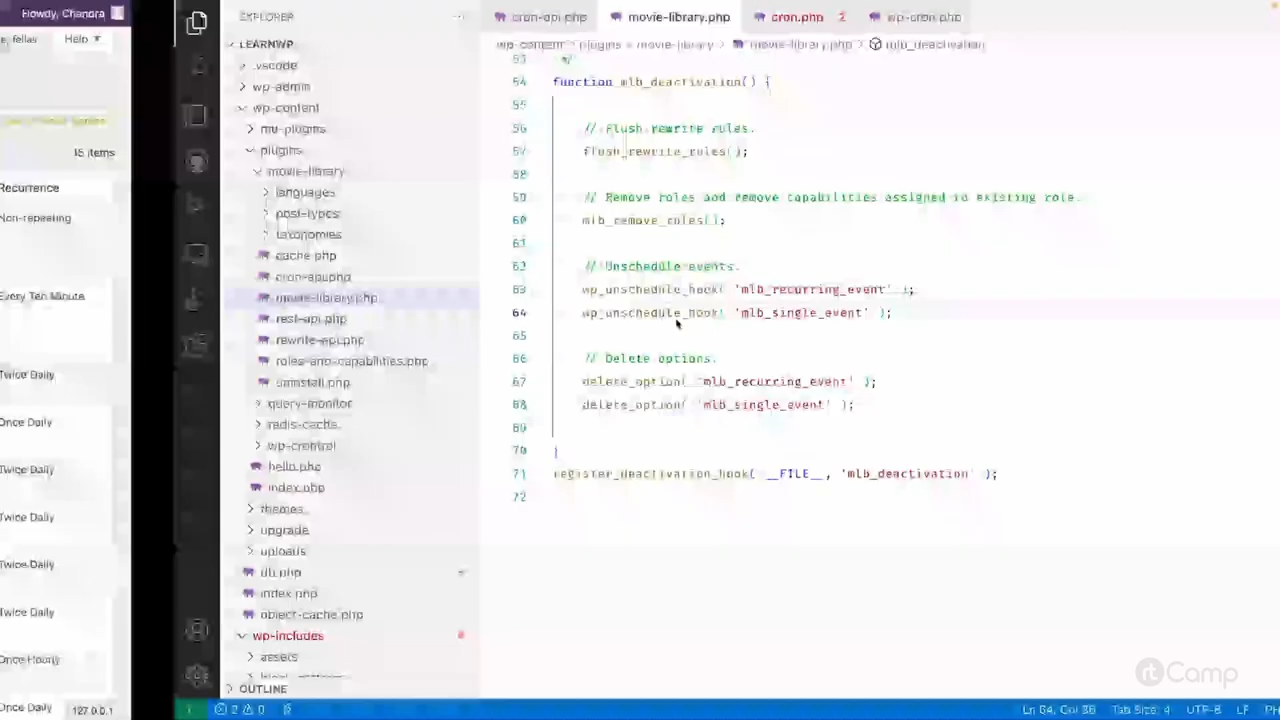 Howdy, Chandra
Help
15 items
Recurrence
Non-repeating
Every Ten Minute
Twice Daily
Once Daily
Twice Daily
Twice Daily
Twice Daily
Twice Daily
Once Hourly
Once Daily
127.0.0.1
EXPLORER
LEARNWP
.vscode
wp-admin
wp-content
mu-plugins
plugins
movie-library
languages
post-types
taxonomies
cache.php
cron-api.php
movie-library.php
rest-api.php
rewrite-api.php
roles-and-capabilities.php
uninstall.php
query-monitor
redis-cache
wp-control
hello.php
index.php
themes
upgrade
uploads
db.php
index.php
object-cache.php
wp-includes
assets
OUTLINE
cron-api.php
movie-library.php
cron.php 2
wp-cron.php
wp-content > plugins > movie-library > movie-library.php > mlb_deactivation
53 */
54 function mlb_deactivation() {
55
56 // Flush rewrite rules.
57 flush_rewrite_rules();
58
59 // Remove roles and remove capabilities assigned to existing role.
60 mlb_remove_roles();
61
62 // Unschedule events.
63 wp_unschedule_hook( 'mlb_recurring_event' );
64 wp_unschedule_hook( 'mlb_single_event' );
65
66 // Delete options.
67 delete_option( 'mlb_recurring_event' );
68 delete_option( 'mlb_single_event' );
69
70 }
71 register_deactivation_hook( __FILE__, 'mlb_deactivation' );
72
rtCamp
2 0
Ln 64, Col 38
Tab Size: 4
UTF-8
LF